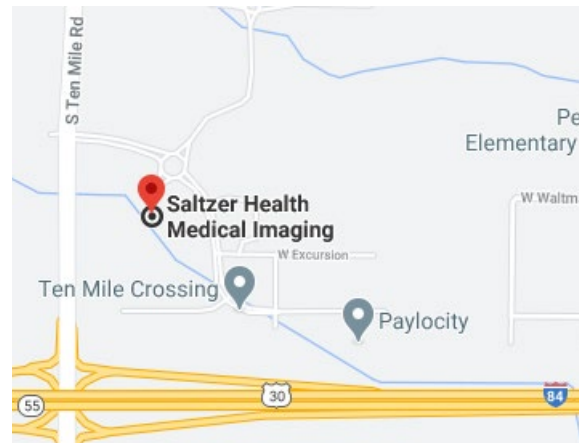 S Ten Mile Rd
Pe
Elementary
Saltzer Health
Medical Imaging
W Waltm
W Excursion
Ten Mile Crossing
Paylocity
55
30
84